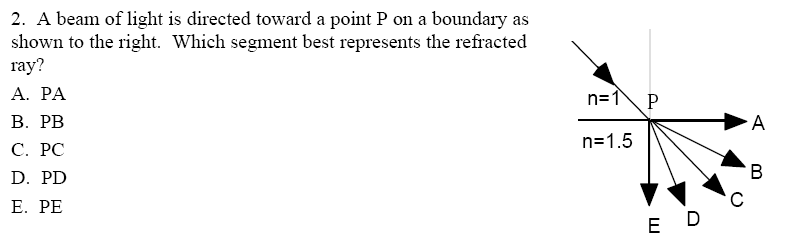 2. A beam of light is directed toward a point P on a boundary as
shown to the right. Which segment best represents the refracted
ray?
A. PA
B. PB
C. PC
D. PD
E. PE
n=1
P
A
n=1.5
B
C
D
E